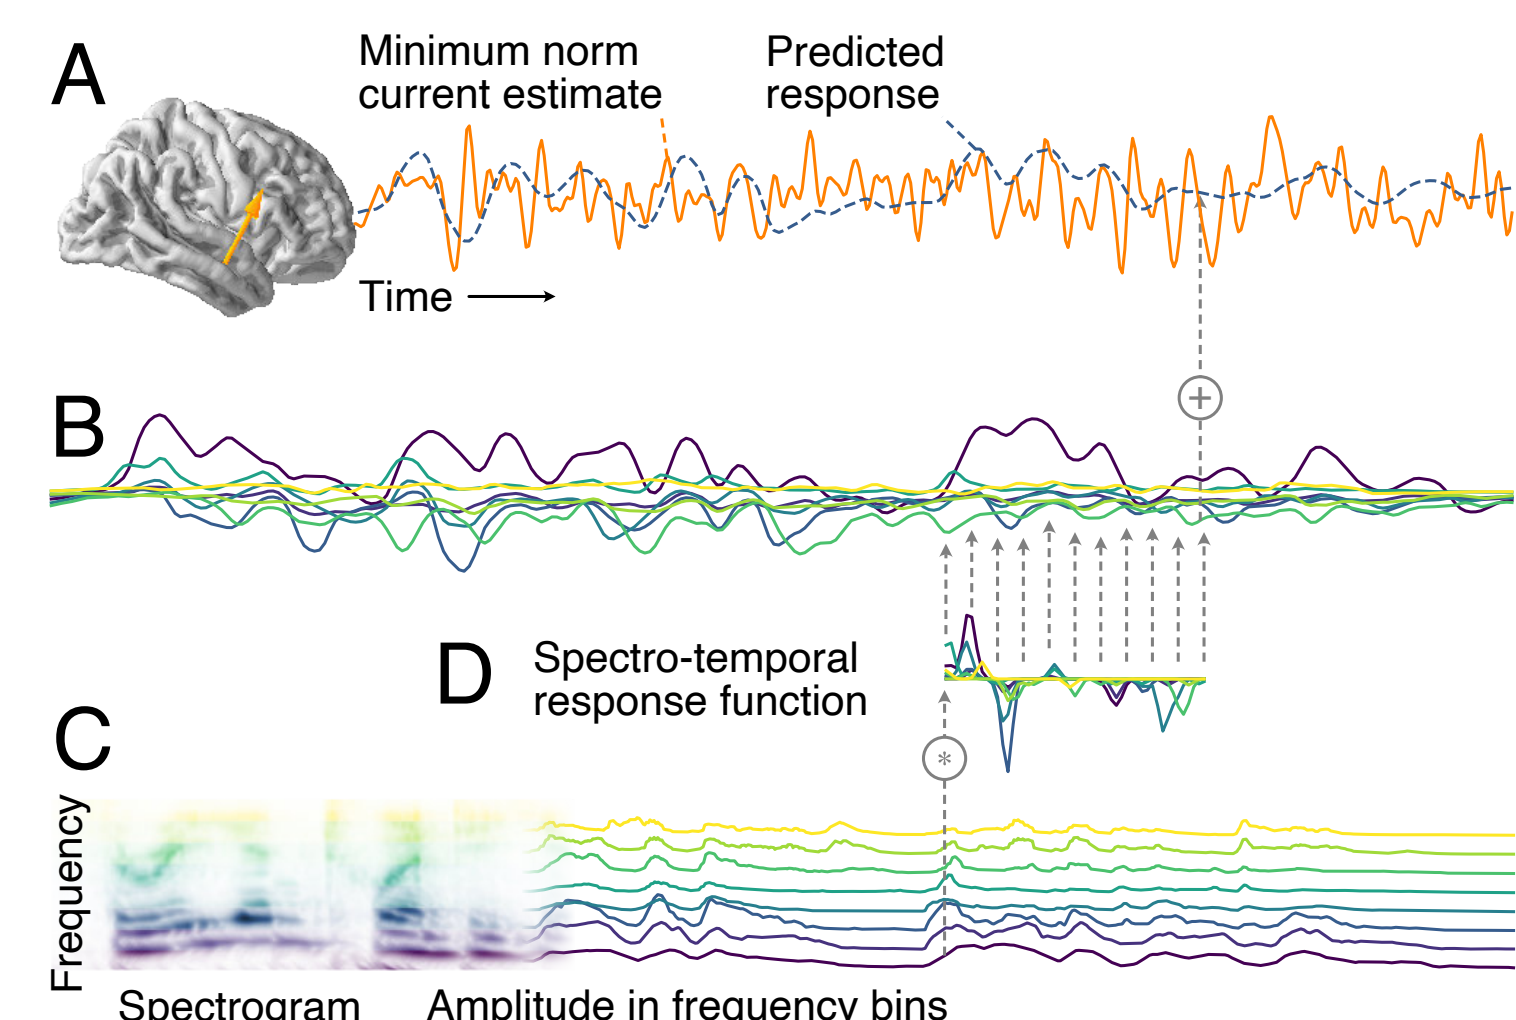 A
Minimum norm
current estimate
Predicted
response
Time
+
B
D
Spectro-temporal
response function
C
*
Frequency
Spectrogram
Amplitude in frequency bins